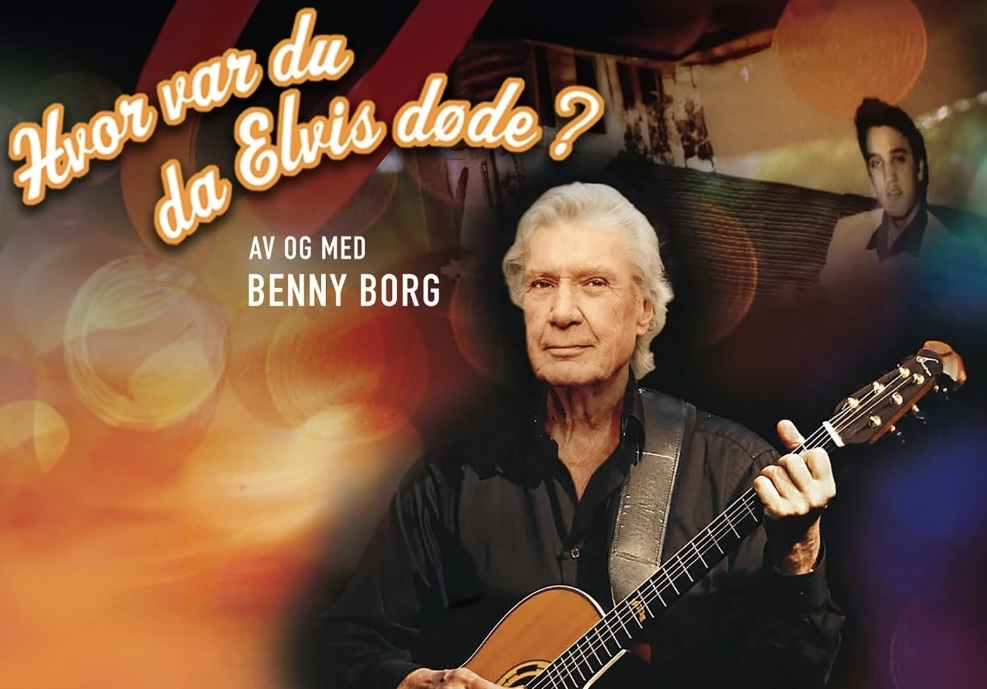 Hvor var du
da Elvis døde?
AV OG MED
BENNY BORG